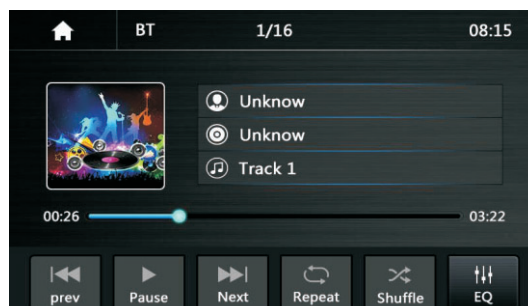 BT 1/16 08:15
Unknow
Unknow
Track 1
00:26 03:22
prev Pause Next Repeat Shuffle EQ